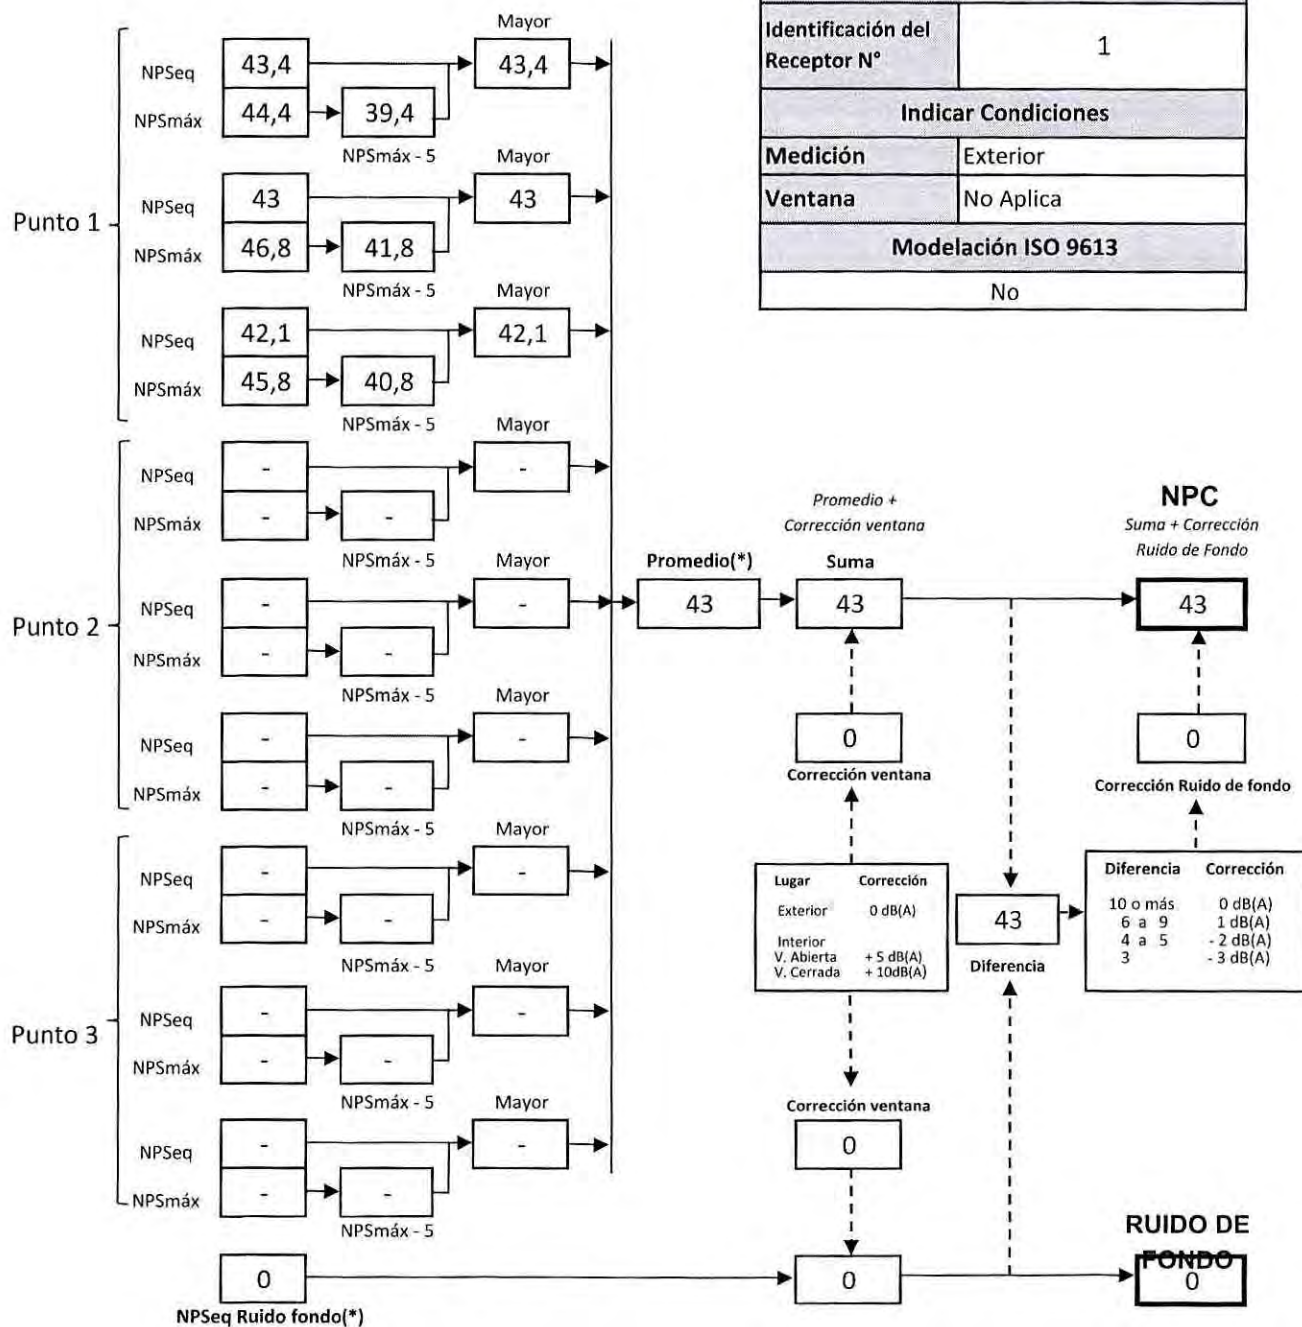 Identificación del Receptor N° 1
Indicar Condiciones
Medición Exterior
Ventana No Aplica
Modelación ISO 9613
No
Punto 1
Mayor
NPSeq 43,4 43,4
NPSmáx 44,4 39,4
NPSmáx - 5
Mayor
NPSeq 43 43
NPSmáx 46,8 41,8
NPSmáx - 5
Mayor
NPSeq 42,1 42,1
NPSmáx 45,8 40,8
NPSmáx - 5
Punto 2
Mayor
NPSeq - -
NPSmáx - -
NPSmáx - 5
Mayor
NPSeq - -
NPSmáx - -
NPSmáx - 5
Mayor
NPSeq - -
NPSmáx - -
NPSmáx - 5
Punto 3
Mayor
NPSeq - -
NPSmáx - -
NPSmáx - 5
Mayor
NPSeq - -
NPSmáx - -
NPSmáx - 5
Mayor
NPSeq - -
NPSmáx - -
NPSmáx - 5
0
NPSeq Ruido fondo(*)
Promedio(*)
43
Promedio +
Corrección ventana
Suma
43
0
Corrección ventana
Lugar Corrección
Exterior 0 dB(A)
Interior
V. Abierta + 5 dB(A)
V. Cerrada + 10dB(A)
Corrección ventana
0
0
43
Diferencia
NPC
Suma + Corrección
Ruido de Fondo
43
0
Corrección Ruido de fondo
Diferencia Corrección
10 o más 0 dB(A)
6 a 9 1 dB(A)
4 a 5 - 2 dB(A)
3 - 3 dB(A)
RUIDO DE
FONDO
0